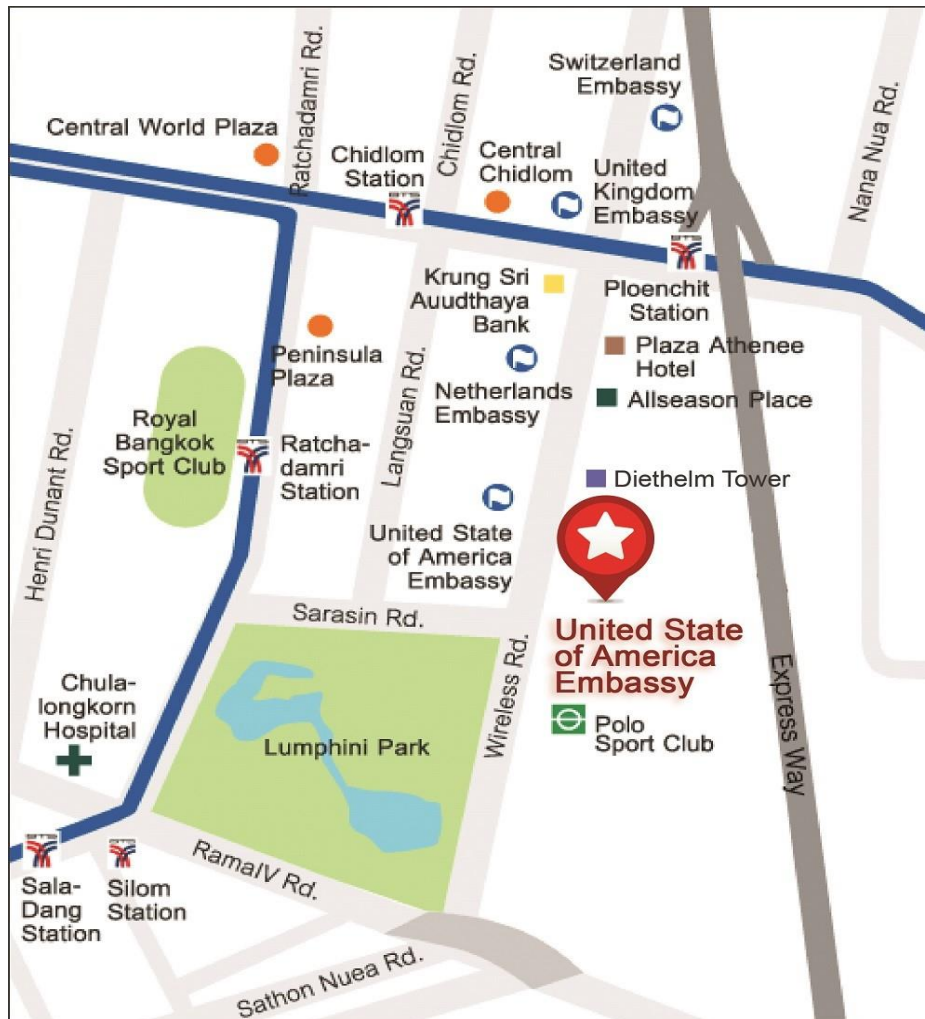 Switzerland
Embassy
Ratchadamri Rd.
Chidlom Rd.
Nana Nua Rd.
Central World Plaza
Chidlom
Station
Central
Chidlom
United
Kingdom
Embassy
Krung Sri
Auudthaya
Bank
Ploenchit
Station
Peninsula
Plaza
Langsuan Rd.
Netherlands
Embassy
Plaza Athenee
Hotel
Allseason Place
Royal
Bangkok
Sport Club
Henri Dunant Rd.
Ratcha-
damri
Station
Diethelm Tower
United State
of America
Embassy
Sarasin Rd.
Wireless Rd.
United State
of America
Embassy
Express Way
Chula-
longkorn
Hospital
Lumphini Park
Polo
Sport Club
RamaIV Rd.
Sala-
Dang
Station
Silom
Station
Sathon Nuea Rd.